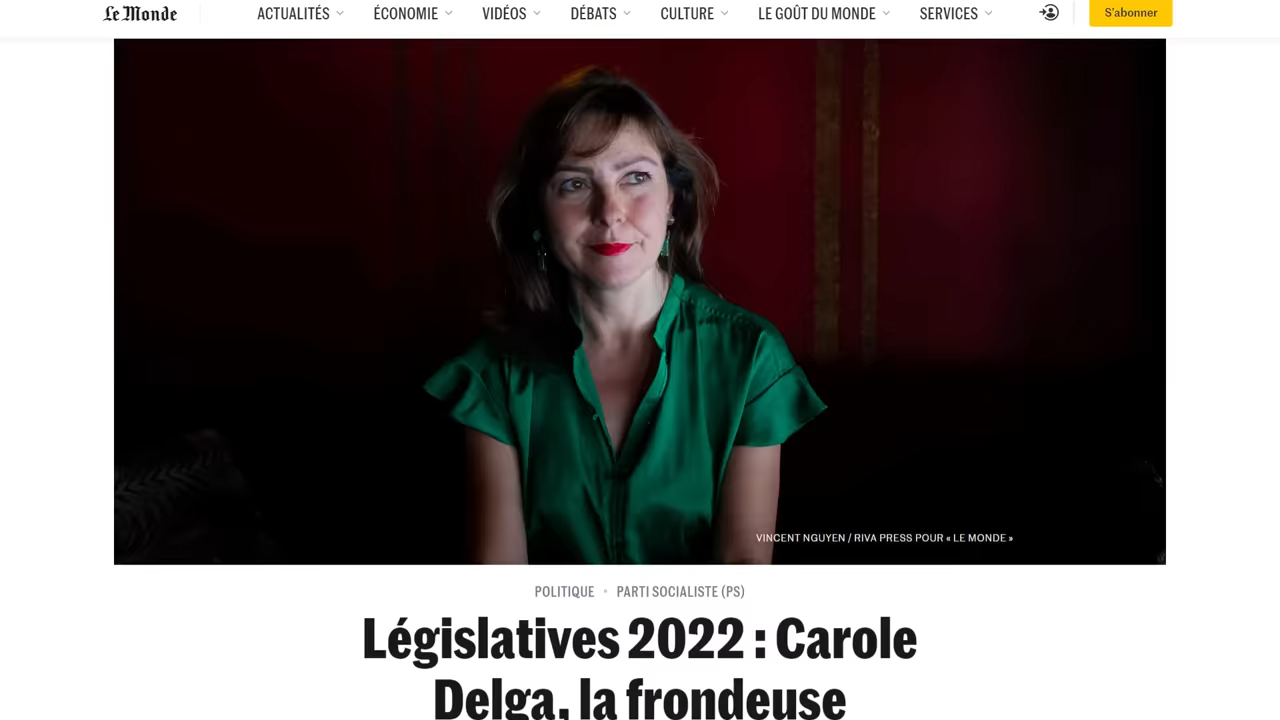 Le Monde
ACTUALITÉS ÉCONOMIE VIDÉOS DÉBATS CULTURE LE GOÛT DU MONDE SERVICES S'abonner
VINCENT NGUYEN / RIVA PRESS POUR « LE MONDE »
POLITIQUE • PARTI SOCIALISTE (PS)
Législatives 2022 : Carole
Delga, la frondeuse